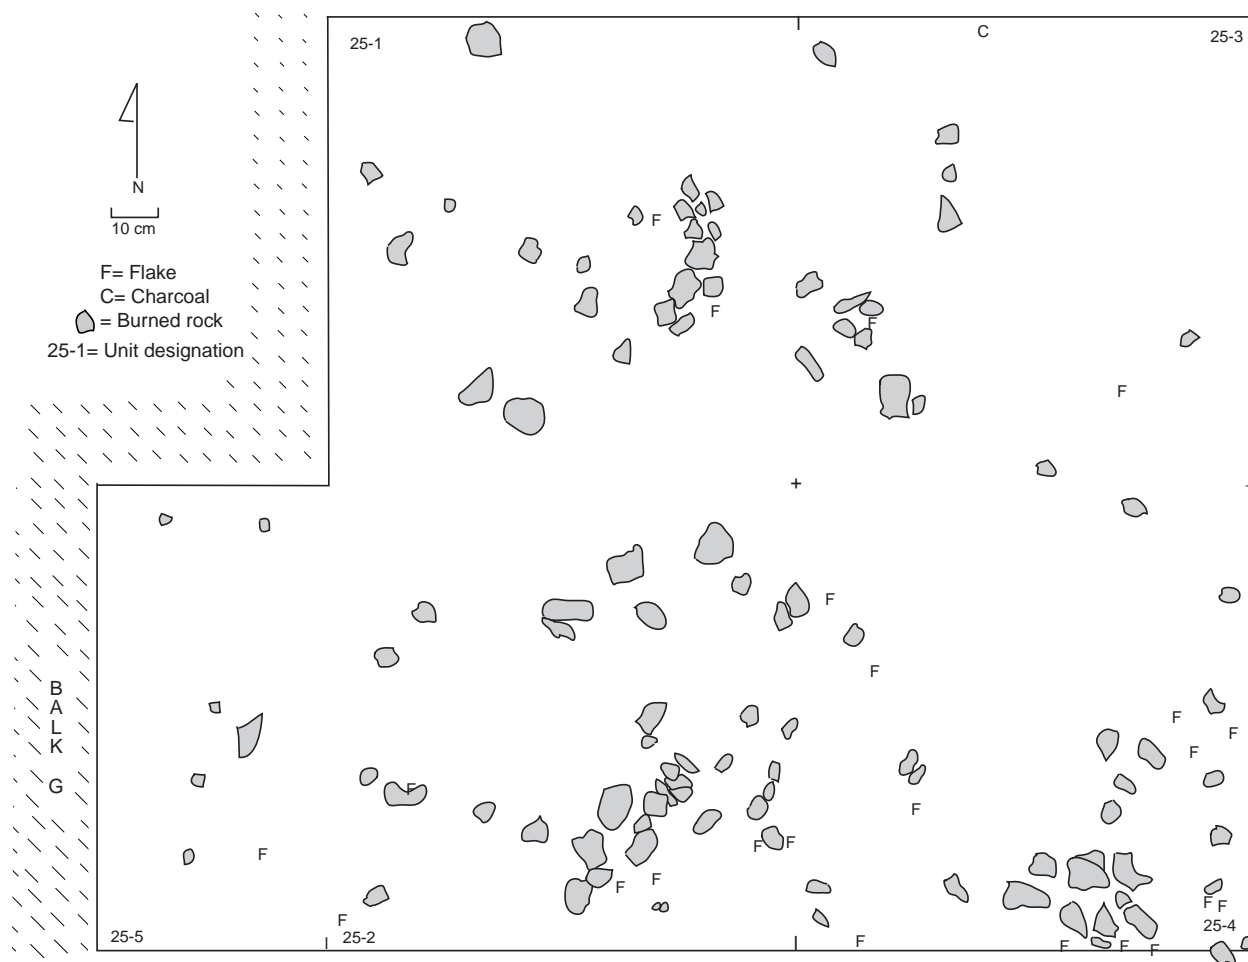 25-1
C
25-3
N
10 cm
F= Flake
C= Charcoal
= Burned rock
25-1= Unit designation
F
F
F
F
F
F
BALK G
F
F
F
F
F
F
F
F
F
F
F
F
F
F
25-4
F
F
F
F
25-5
25-2